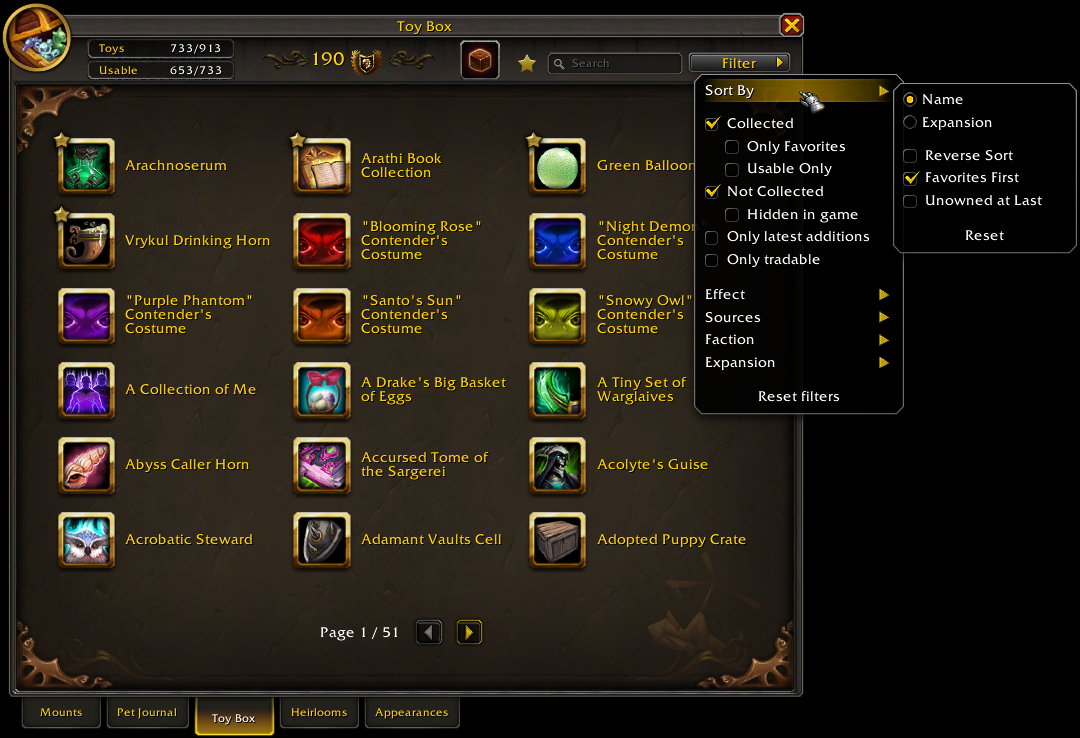 Toy Box
Toys 733/913
Usable 653/733
190
Search
Filter
Sort By
Collected
Only Favorites
Usable Only
Not Collected
Hidden in game
Only latest additions
Only tradable
Effect
Sources
Faction
Expansion
Reset filters
Name
Expansion
Reverse Sort
Favorites First
Unowned at Last
Reset
Arachnoserum
Arathi Book
Collection
Green Balloon
Vrykul Drinking Horn
"Blooming Rose"
Contender's
Costume
"Night Demon
Contender's
Costume
"Purple Phantom"
Contender's
Costume
"Santo's Sun"
Contender's
Costume
"Snowy Owl"
Contender's
Costume
A Collection of Me
A Drake's Big Basket
of Eggs
A Tiny Set of
Warglaives
Abyss Caller Horn
Accursed Tome of
the Sargerei
Acolyte's Guise
Acrobatic Steward
Adamant Vaults Cell
Adopted Puppy Crate
Page 1 / 51
Mounts
Pet Journal
Toy Box
Heirlooms
Appearances